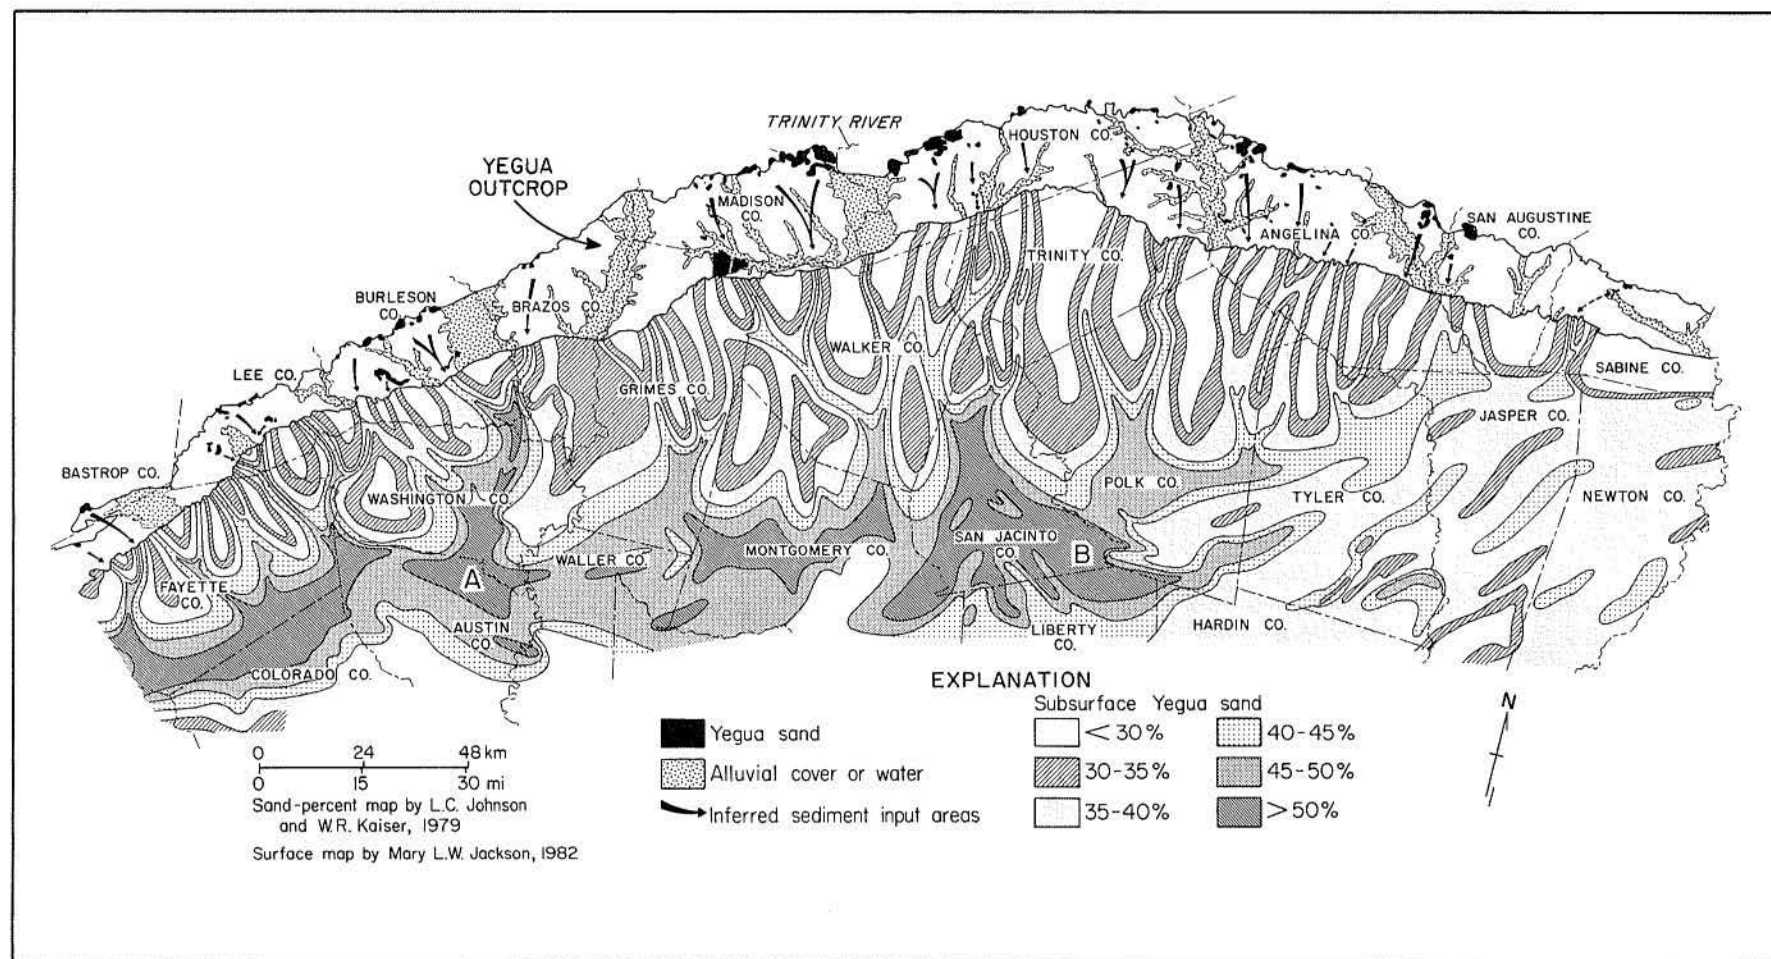 TRINITY RIVER
HOUSTON CO.
YEGUA
OUTCROP
MADISON
CO.
SAN AUGUSTINE
CO.
ANGELINA CO.
TRINITY CO.
BURLESON
CO.
BRAZOS CO.
WALKER CO.
LEE CO.
GRIMES CO.
SABINE CO.
JASPER CO.
BASTROP CO.
WASHINGTON CO.
POLK CO.
TYLER CO.
NEWTON CO.
SAN JACINTO
CO.
MONTGOMERY CO.
B
WALLER CO.
A
FAYETTE
CO.
AUSTIN
CO.
LIBERTY
CO.
HARDIN CO.
COLORADO CO.
EXPLANATION
Yegua sand
Alluvial cover or water
Inferred sediment input areas
Subsurface Yegua sand
< 30%
30-35%
35-40%
40-45%
45-50%
> 50%
N
0 24 48 km
0 15 30 mi
Sand-percent map by L.C. Johnson
and W.R. Kaiser, 1979
Surface map by Mary L.W. Jackson, 1982